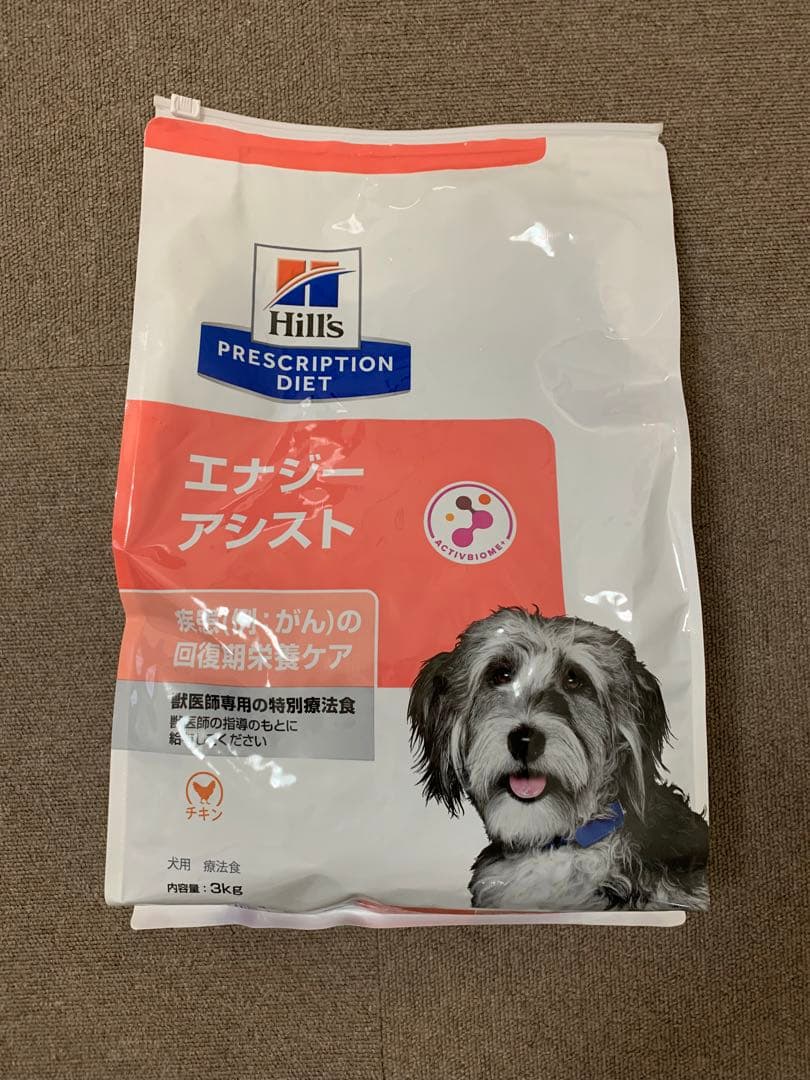 Hill's
PRESCRIPTION
DIET
エナジー
アシスト
ACTIVBIOME+
疾患(例:がん)の
回復期栄養ケア
獣医師専用の特別療法食
獣医師の指導のもとに
給与してください
チキン
犬用 療法食
内容量:3kg